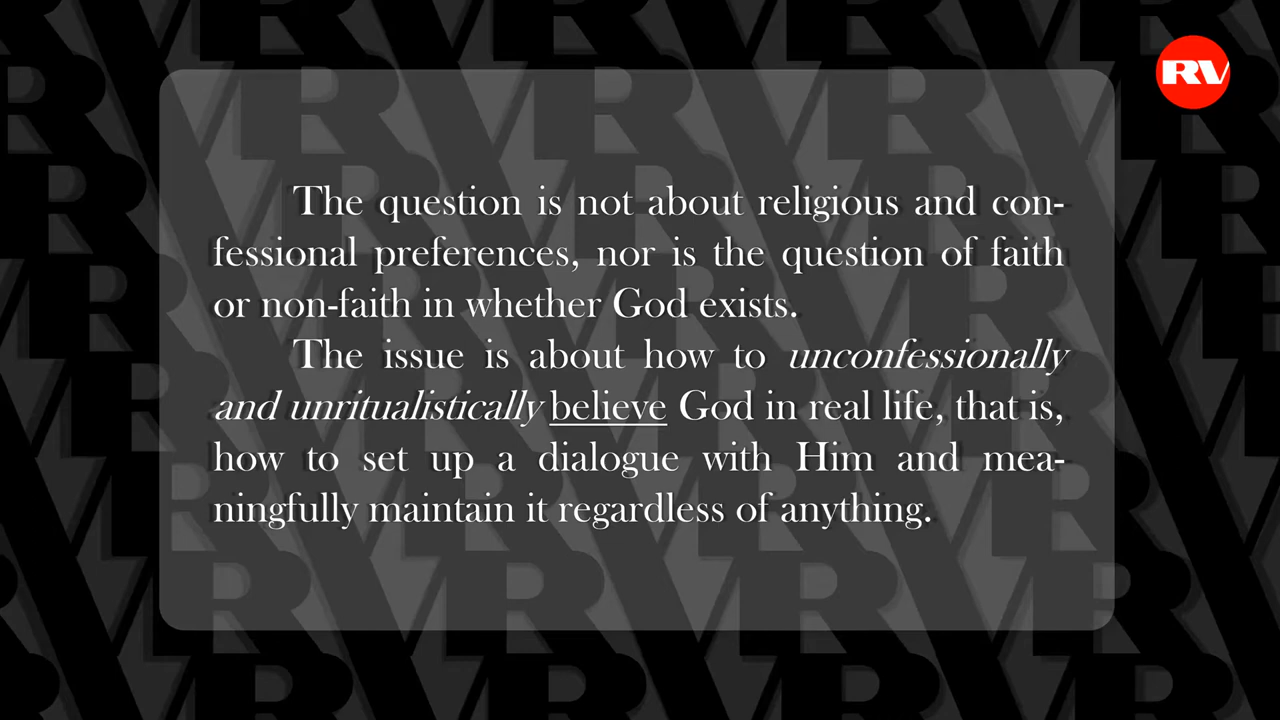 RV
The question is not about religious and con-
fessional preferences, nor is the question of faith
or non-faith in whether God exists.
The issue is about how to unconfessionally
and unritualistically believe God in real life, that is,
how to set up a dialogue with Him and mea-
ningfully maintain it regardless of anything.